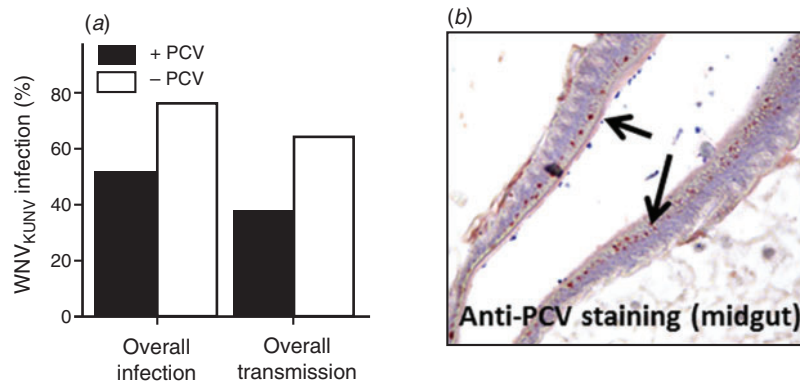 (a)
+ PCV
– PCV
WNVKUNV infection (%)
80
60
40
20
0
Overall infection
Overall transmission
(b)
Anti-PCV staining (midgut)